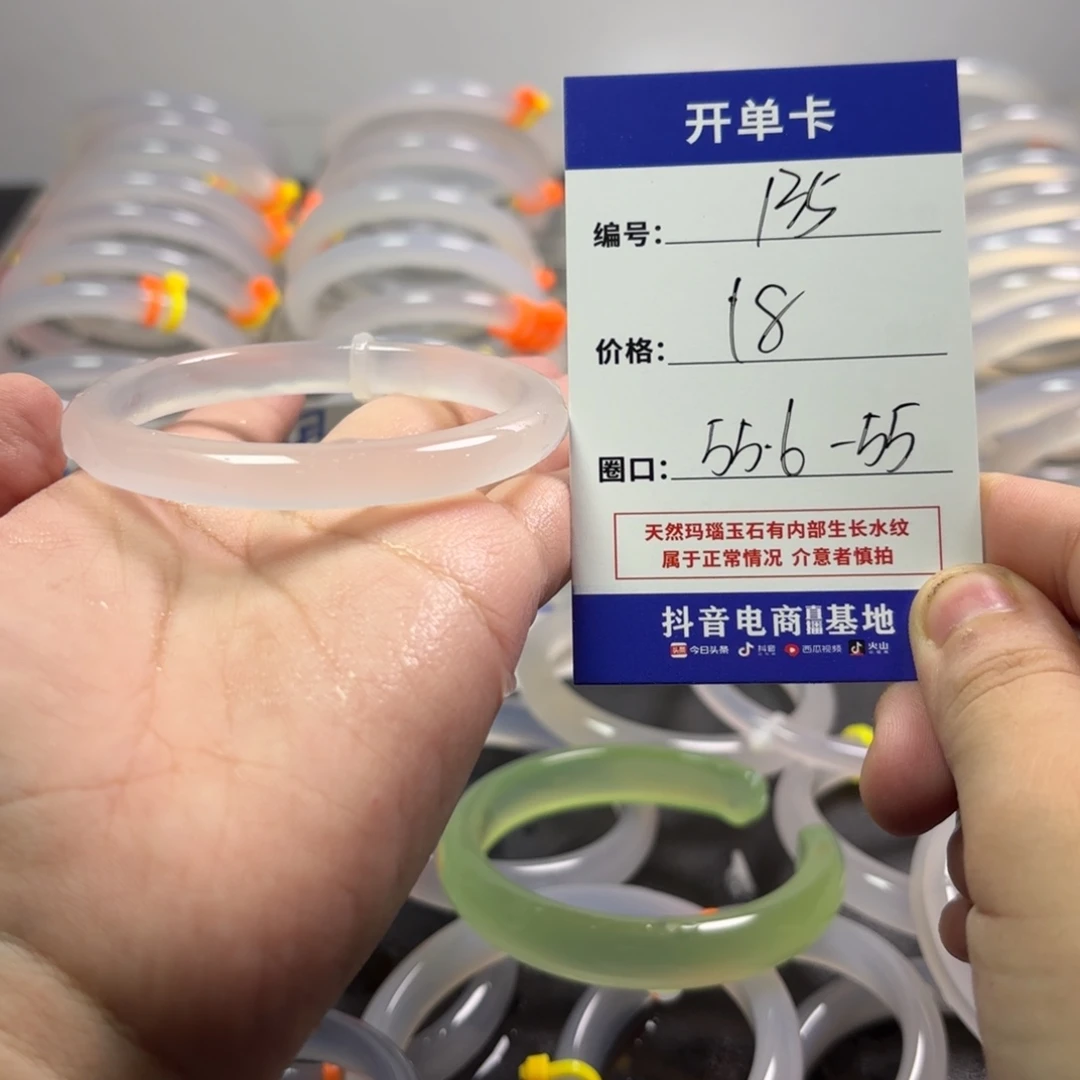 开单卡
编号：135
价格：18
圈口：55.6-55
天然玛瑙玉石有内部生长水纹
属于正常情况 介意者慎拍
抖音电商直播基地
今日头条 抖音 西瓜视频 火山